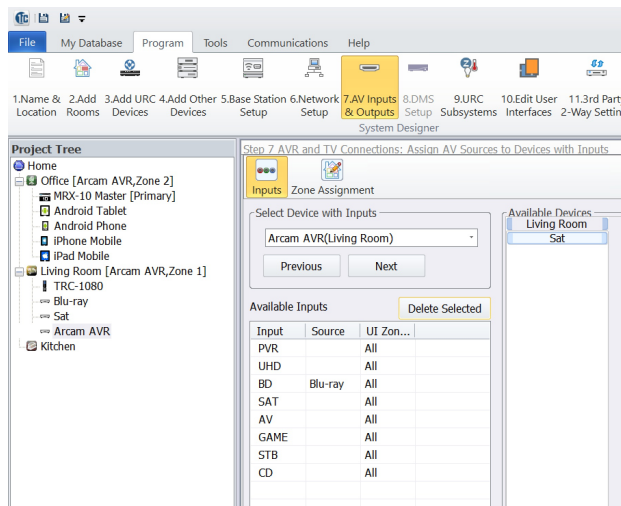 TC
File My Database Program Tools Communications Help
1.Name & 2.Add 3.Add URC 4.Add Other 5.Base Station 6.Network 7.AV Inputs 8.DMS 9.URC 10.Edit User 11.3rd Part
Location Rooms Devices Devices Setup Setup & Outputs Setup Subsystems Interfaces 2-Way Settin
System Designer
Project Tree
Home
Office [Arcam AVR,Zone 2]
MRX-10 Master [Primary]
Android Tablet
Android Phone
iPhone Mobile
iPad Mobile
Living Room [Arcam AVR,Zone 1]
TRC-1080
Blu-ray
Sat
Arcam AVR
Kitchen
Step 7 AVR and TV Connections: Assign AV Sources to Devices with Inputs
Inputs Zone Assignment
Select Device with Inputs
Arcam AVR(Living Room)
Previous Next
Available Inputs Delete Selected
Input Source UI Zon...
PVR All
UHD All
BD Blu-ray All
SAT All
AV All
GAME All
STB All
CD All
Available Devices
Living Room
Sat